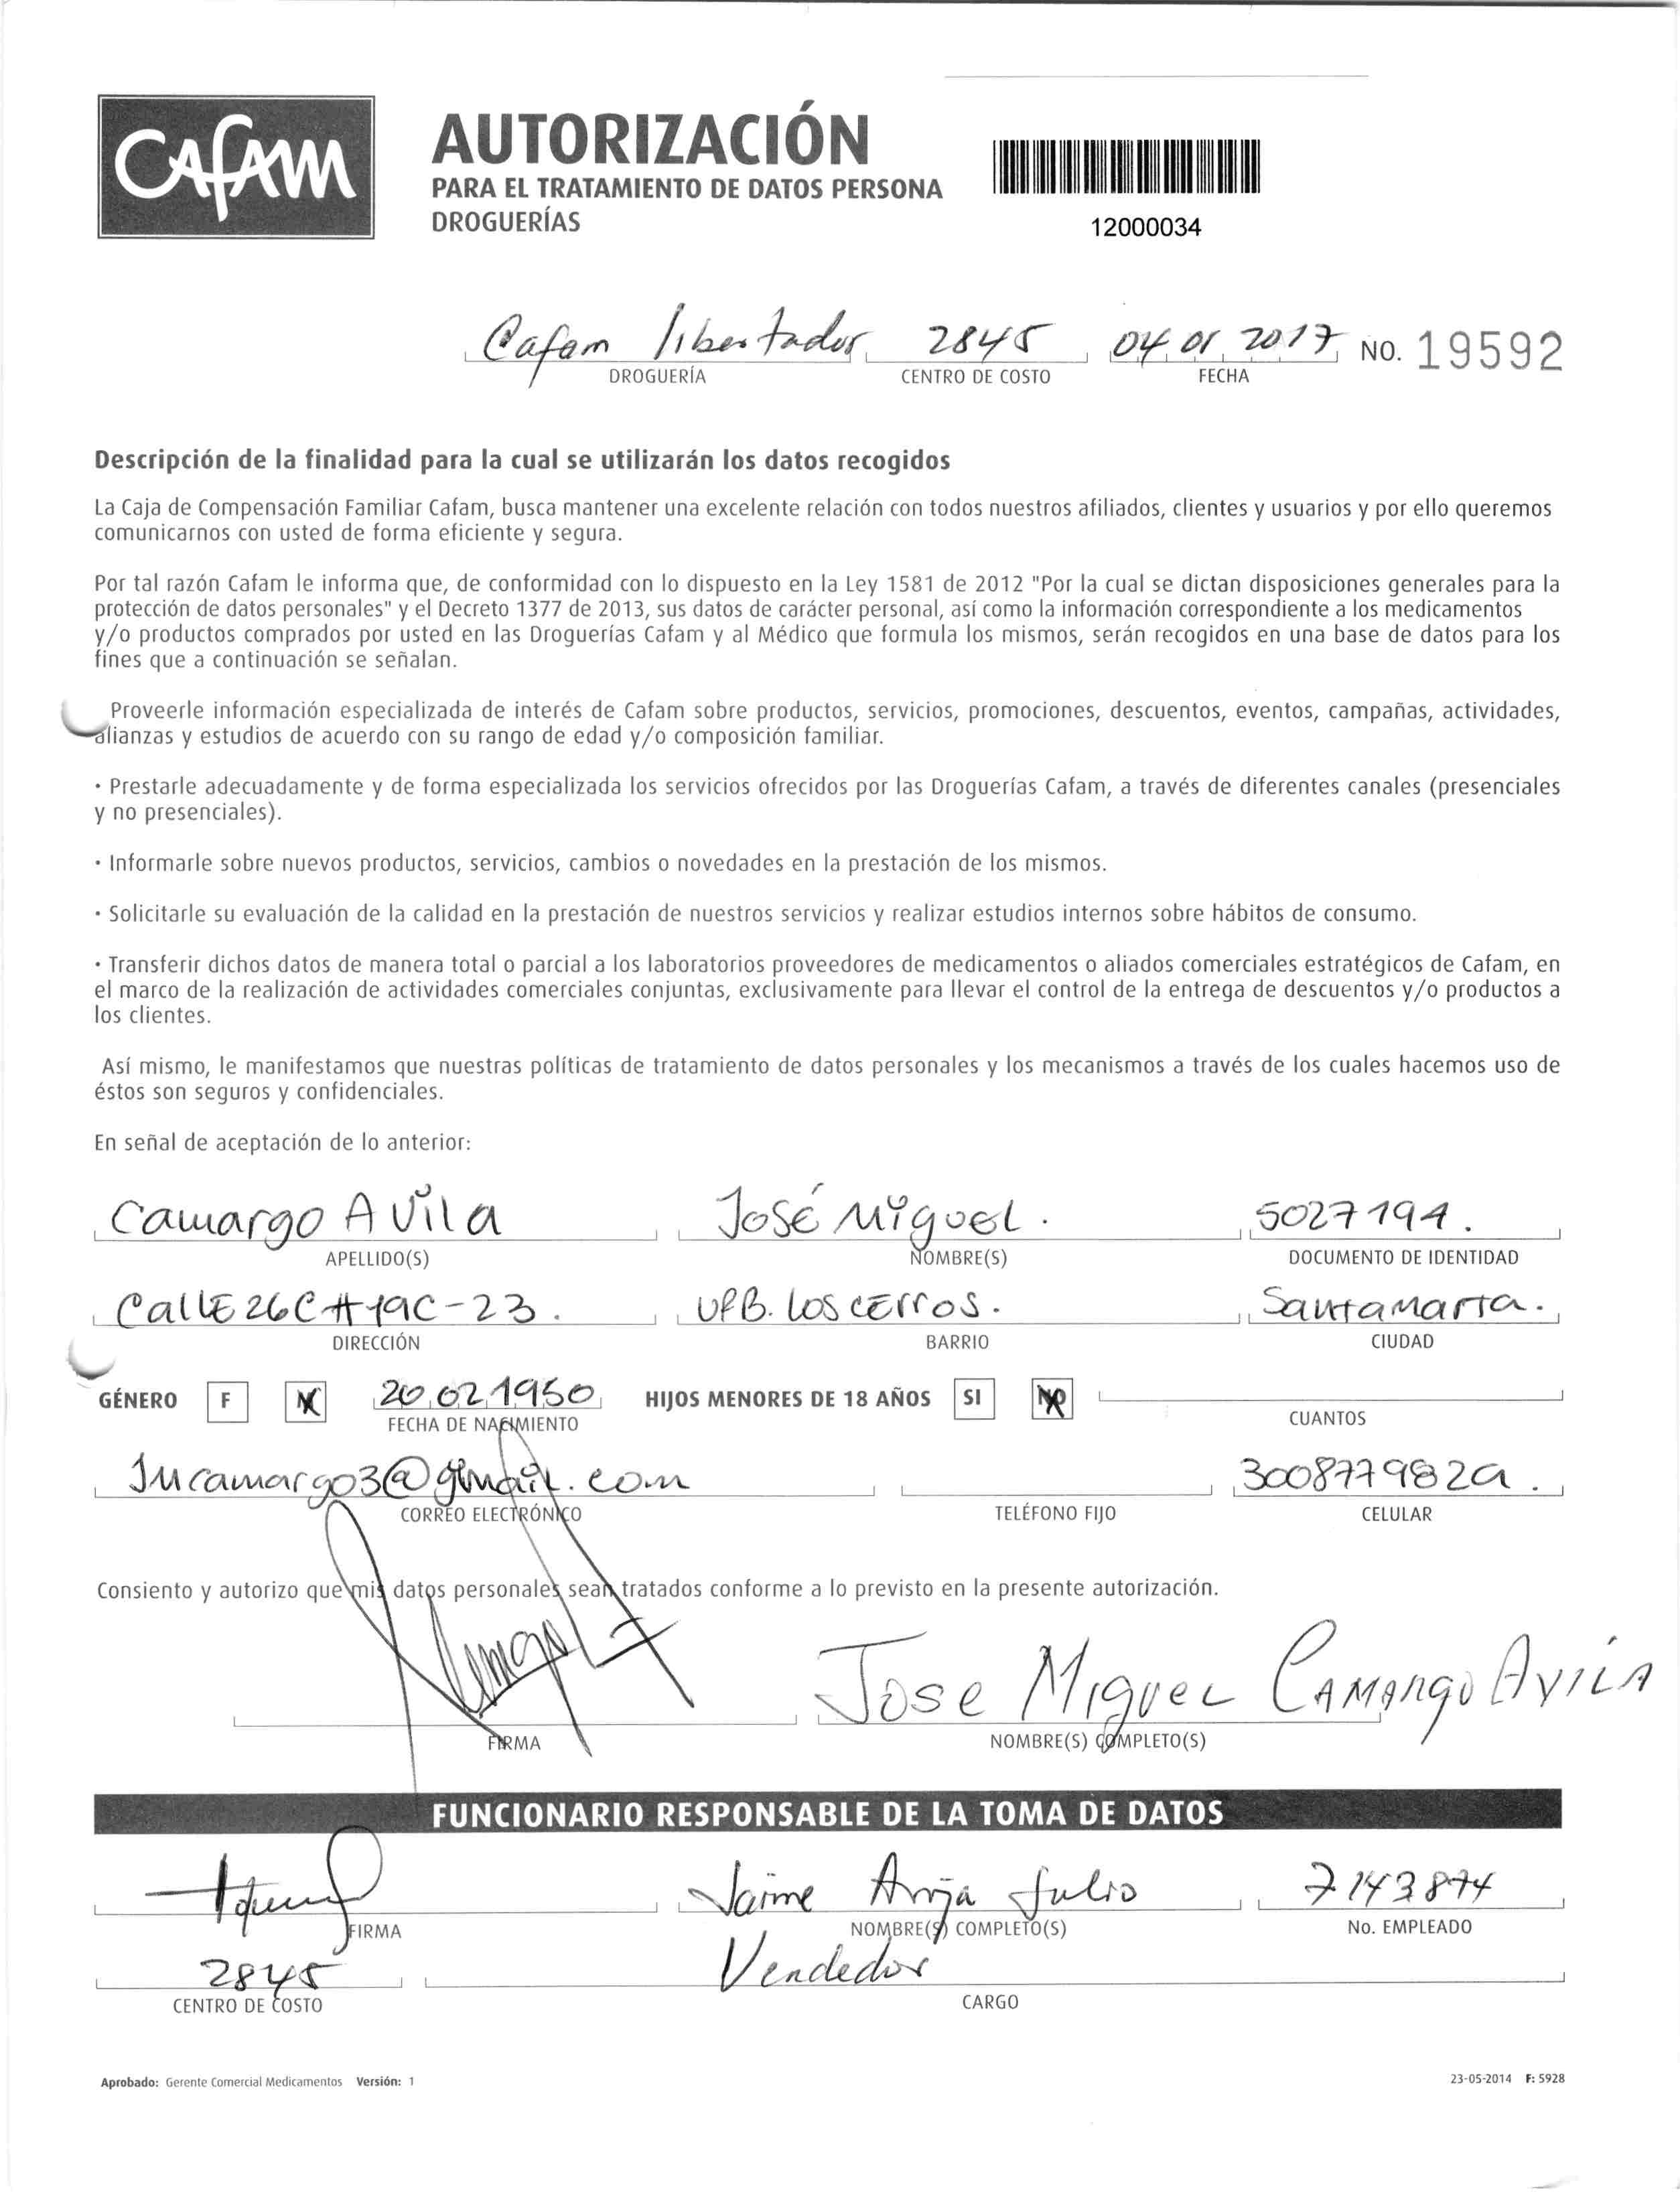 Cafam
AUTORIZACIÓN
PARA EL TRATAMIENTO DE DATOS PERSONA
DROGUERÍAS
12000034
Cafam libertador 2845 04 01 2017 NO. 19592
DROGUERÍA CENTRO DE COSTO FECHA
Descripción de la finalidad para la cual se utilizarán los datos recogidos
La Caja de Compensación Familiar Cafam, busca mantener una excelente relación con todos nuestros afiliados, clientes y usuarios y por ello queremos
comunicarnos con usted de forma eficiente y segura.
Por tal razón Cafam le informa que, de conformidad con lo dispuesto en la Ley 1581 de 2012 "Por la cual se dictan disposiciones generales para la
protección de datos personales" y el Decreto 1377 de 2013, sus datos de carácter personal, así como la información correspondiente a los medicamentos
y/o productos comprados por usted en las Droguerías Cafam y al Médico que formula los mismos, serán recogidos en una base de datos para los
fines que a continuación se señalan.
Proveerle información especializada de interés de Cafam sobre productos, servicios, promociones, descuentos, eventos, campañas, actividades,
alianzas y estudios de acuerdo con su rango de edad y/o composición familiar.
· Prestarle adecuadamente y de forma especializada los servicios ofrecidos por las Droguerías Cafam, a través de diferentes canales (presenciales
y no presenciales).
· Informarle sobre nuevos productos, servicios, cambios o novedades en la prestación de los mismos.
· Solicitarle su evaluación de la calidad en la prestación de nuestros servicios y realizar estudios internos sobre hábitos de consumo.
· Transferir dichos datos de manera total o parcial a los laboratorios proveedores de medicamentos o aliados comerciales estratégicos de Cafam, en
el marco de la realización de actividades comerciales conjuntas, exclusivamente para llevar el control de la entrega de descuentos y/o productos a
los clientes.
Así mismo, le manifestamos que nuestras políticas de tratamiento de datos personales y los mecanismos a través de los cuales hacemos uso de
éstos son seguros y confidenciales.
En señal de aceptación de lo anterior:
Camargo Avila José Miguel. 5027194.
APELLIDO(S) NOMBRE(S) DOCUMENTO DE IDENTIDAD
Calle 26C # 19C-23. URB. Los cerros. Santa Marta.
DIRECCIÓN BARRIO CIUDAD
GÉNERO F M 20 02 1950 HIJOS MENORES DE 18 AÑOS SI NO
FECHA DE NACIMIENTO CUANTOS
Jmcamargo3@gmail.com
CORREO ELECTRÓNICO TELÉFONO FIJO CELULAR
Consiento y autorizo que mis datos personales sean tratados conforme a lo previsto en la presente autorización.
Jose Miguel Camargo Avila
FIRMA NOMBRE(S) COMPLETO(S)
FUNCIONARIO RESPONSABLE DE LA TOMA DE DATOS
Jaime Julio 7143874
FIRMA NOMBRE(S) COMPLETO(S) No. EMPLEADO
2845 Vendedor
CENTRO DE COSTO CARGO
Aprobado: Gerente Comercial Medicamentos Versión: 1 23-05-2014 F: 5928